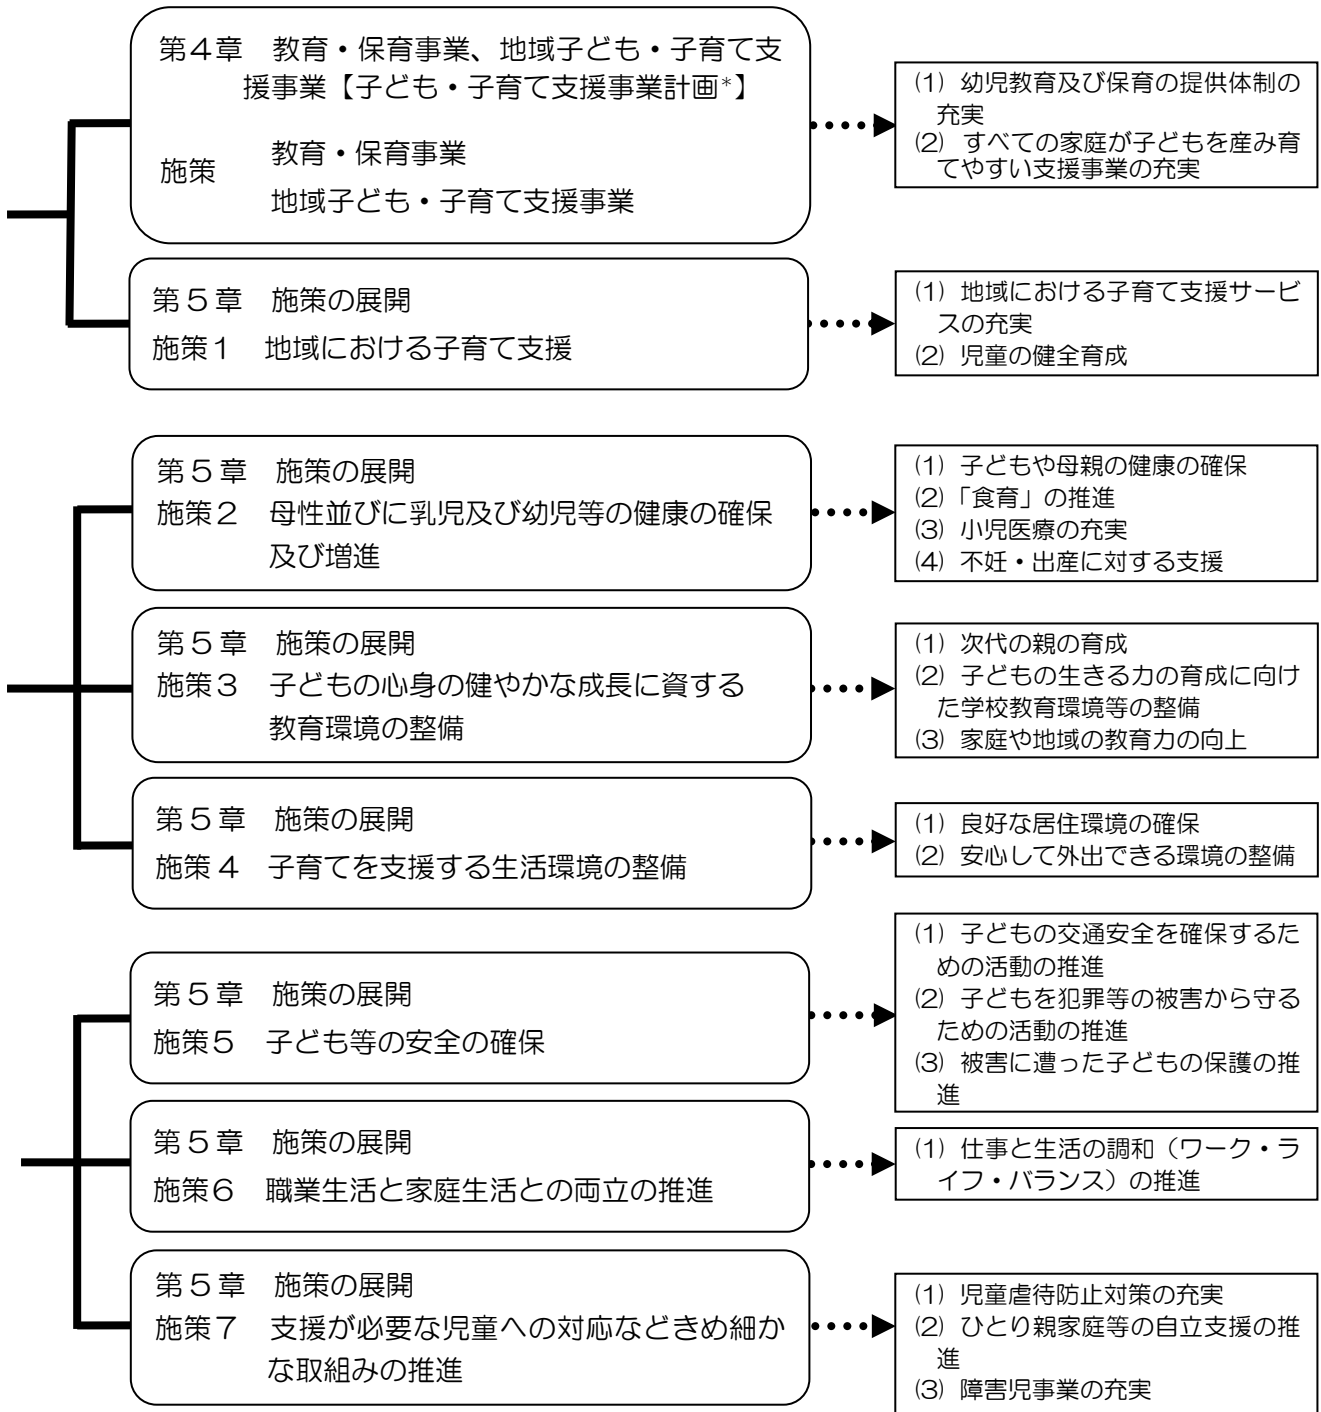 第4章　教育・保育事業、地域子ども・子育て支
援事業【子ども・子育て支援事業計画*】
施策
教育・保育事業
地域子ども・子育て支援事業
(1) 幼児教育及び保育の提供体制の
充実
(2) すべての家庭が子どもを産み育
てやすい支援事業の充実
第5章　施策の展開
施策1　地域における子育て支援
(1) 地域における子育て支援サービ
スの充実
(2) 児童の健全育成
第5章　施策の展開
施策2　母性並びに乳児及び幼児等の健康の確保
及び増進
(1) 子どもや母親の健康の確保
(2)「食育」の推進
(3) 小児医療の充実
(4) 不妊・出産に対する支援
第5章　施策の展開
施策3　子どもの心身の健やかな成長に資する
教育環境の整備
(1) 次代の親の育成
(2) 子どもの生きる力の育成に向け
た学校教育環境等の整備
(3) 家庭や地域の教育力の向上
第5章　施策の展開
施策4　子育てを支援する生活環境の整備
(1) 良好な居住環境の確保
(2) 安心して外出できる環境の整備
第5章　施策の展開
施策5　子ども等の安全の確保
(1) 子どもの交通安全を確保するた
めの活動の推進
(2) 子どもを犯罪等の被害から守る
ための活動の推進
(3) 被害に遭った子どもの保護の推
進
第5章　施策の展開
施策6　職業生活と家庭生活との両立の推進
(1) 仕事と生活の調和（ワーク・ラ
イフ・バランス）の推進
第5章　施策の展開
施策7　支援が必要な児童への対応などきめ細か
な取組みの推進
(1) 児童虐待防止対策の充実
(2) ひとり親家庭等の自立支援の推
進
(3) 障害児事業の充実